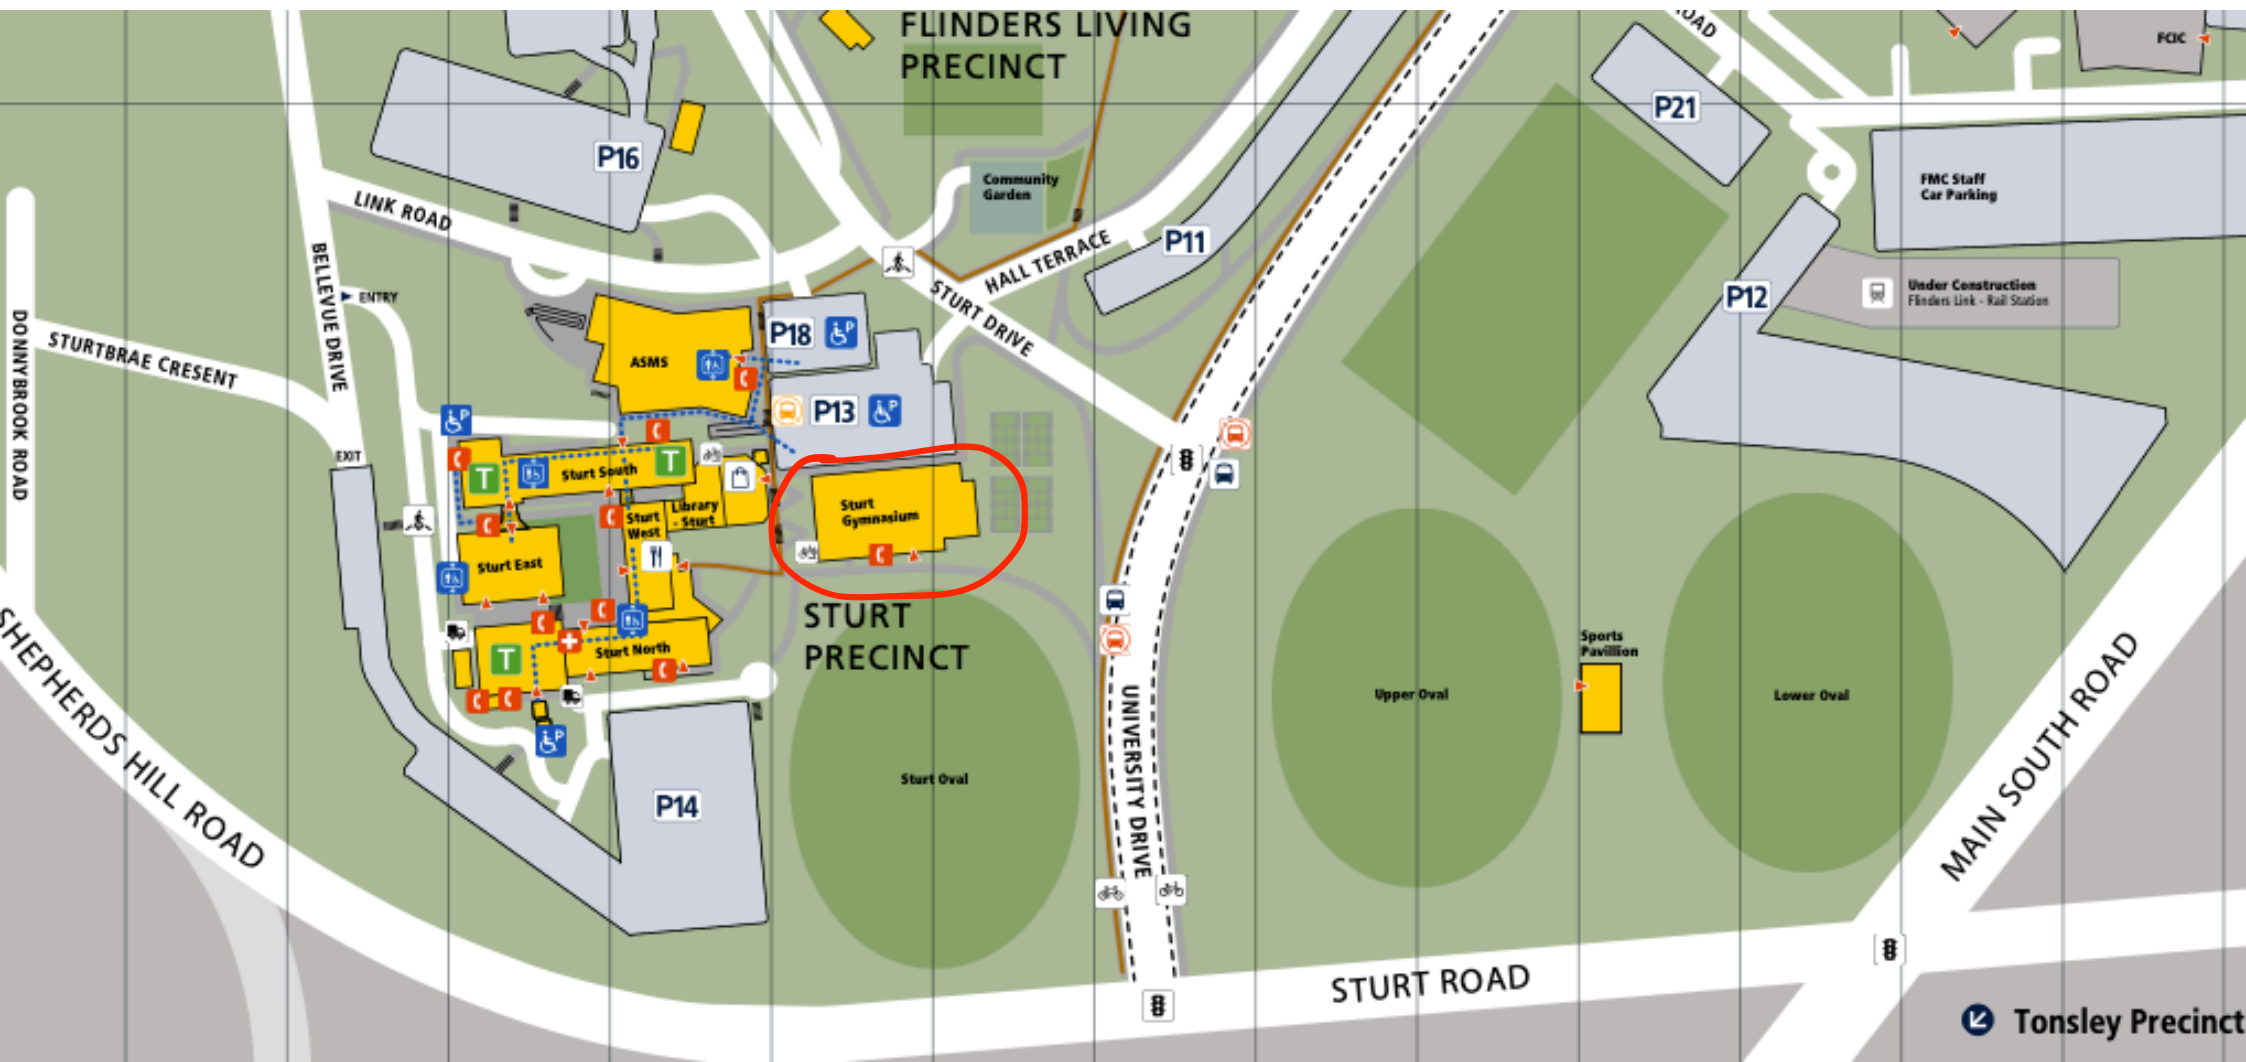 FLINDERS LIVING
PRECINCT
OAD
FCIC
P21
P16
FMC Staff
Car Parking
Community
Garden
LINK ROAD
P11
HALL TERRACE
BELLEVUE DRIVE
ENTRY
STURT DRIVE
Under Construction
Flinders Link - Rail Station
P12
DONNYBROOK ROAD
STURTBRAE CRESENT
P18
P
ASMS
P13
P
P
EXIT
Sturt South
T
T
Library
- Sturt
Sturt
West
Sturt
Gymnasium
Sturt East
STURT
PRECINCT
Sturt North
T
P
Sports
Pavillion
Upper Oval
Lower Oval
Sturt Oval
P14
UNIVERSITY DRIVE
SHEPHERDS HILL ROAD
MAIN SOUTH ROAD
STURT ROAD
Tonsley Precinct